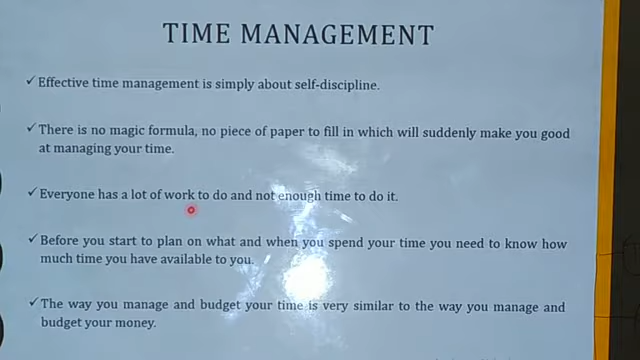 TIME MANAGEMENT
✓Effective time management is simply about self-discipline.
✓There is no magic formula, no piece of paper to fill in which will suddenly make you good
at managing your time.
✓Everyone has a lot of work to do and not enough time to do it.
✓Before you start to plan on what and when you spend your time you need to know how
much time you have available to you.
✓The way you manage and budget your time is very similar to the way you manage and
budget your money.